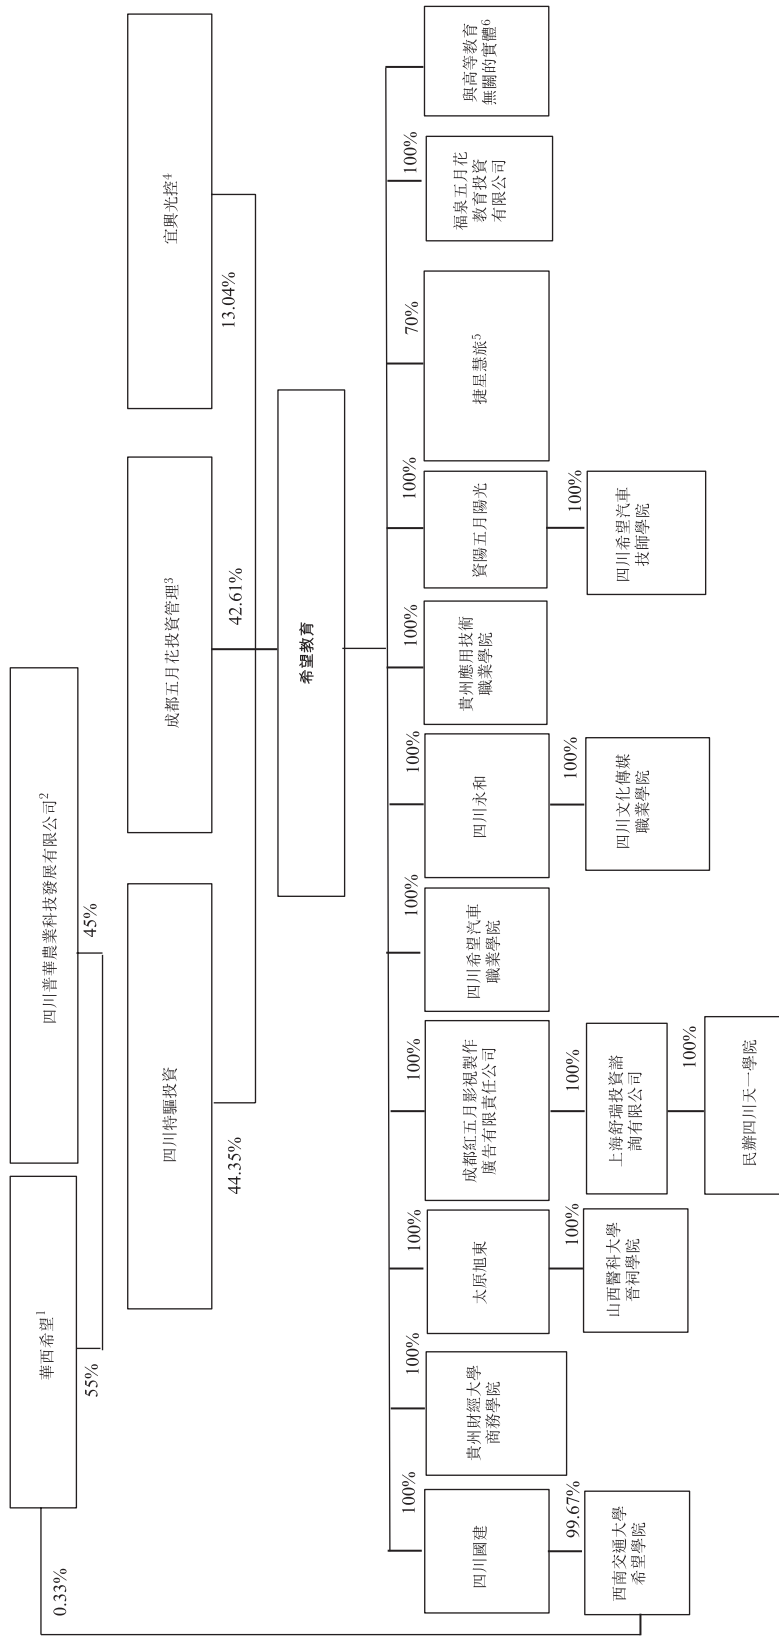 華西希望1
四川普華農業科技發展有限公司2
0.33%
55%
45%
四川特驅投資
成都五月花投資管理3
宜興光控4
44.35%
42.61%
13.04%
希望教育
100%
100%
100%
100%
100%
100%
100%
100%
70%
100%
四川國建
貴州財經大學
商務學院
太原旭東
成都紅五月影視製作
廣告有限責任公司
四川希望汽車
職業學院
四川永和
貴州應用技術
職業學院
資陽五月陽光
捷星慧旅5
福泉五月花
教育投資
有限公司
與高等教育
無關的實體6
99.67%
100%
100%
100%
100%
西南交通大學
希望學院
山西醫科大學
晉祠學院
上海舒瑞投資諮
詢有限公司
四川文化傳媒
職業學院
四川希望汽車
技師學院
100%
民辦四川天一學院